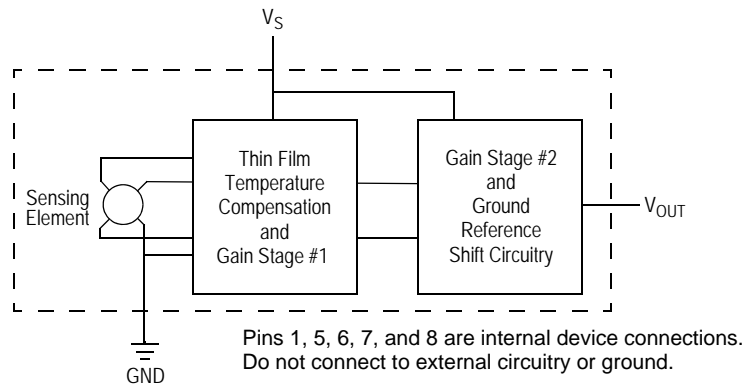 V_S
Sensing
Element
Thin Film
Temperature
Compensation
and
Gain Stage #1
Gain Stage #2
and
Ground
Reference
Shift Circuitry
V_OUT
GND
Pins 1, 5, 6, 7, and 8 are internal device connections.
Do not connect to external circuitry or ground.